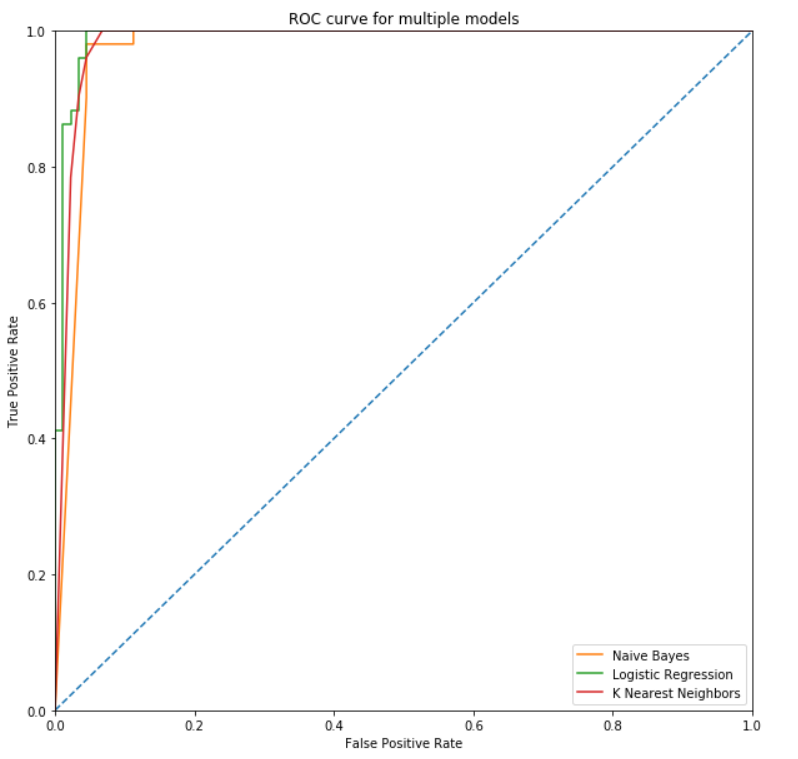 ROC curve for multiple models
True Positive Rate
1.0
0.8
0.6
0.4
0.2
0.0
0.0 0.2 0.4 0.6 0.8 1.0
False Positive Rate
Naive Bayes
Logistic Regression
K Nearest Neighbors